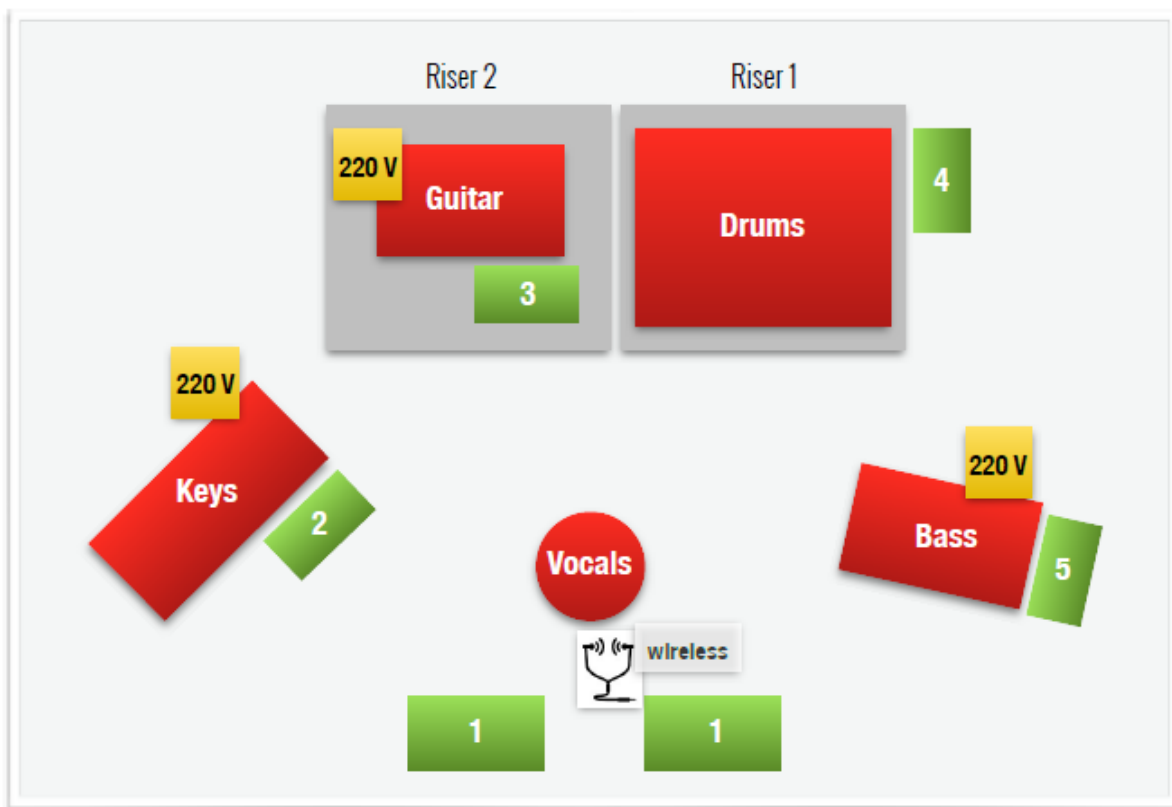 Riser 2
Riser 1
220 V
Guitar
Drums
4
3
220 V
Keys
2
220 V
Bass
5
Vocals
wireless
1
1